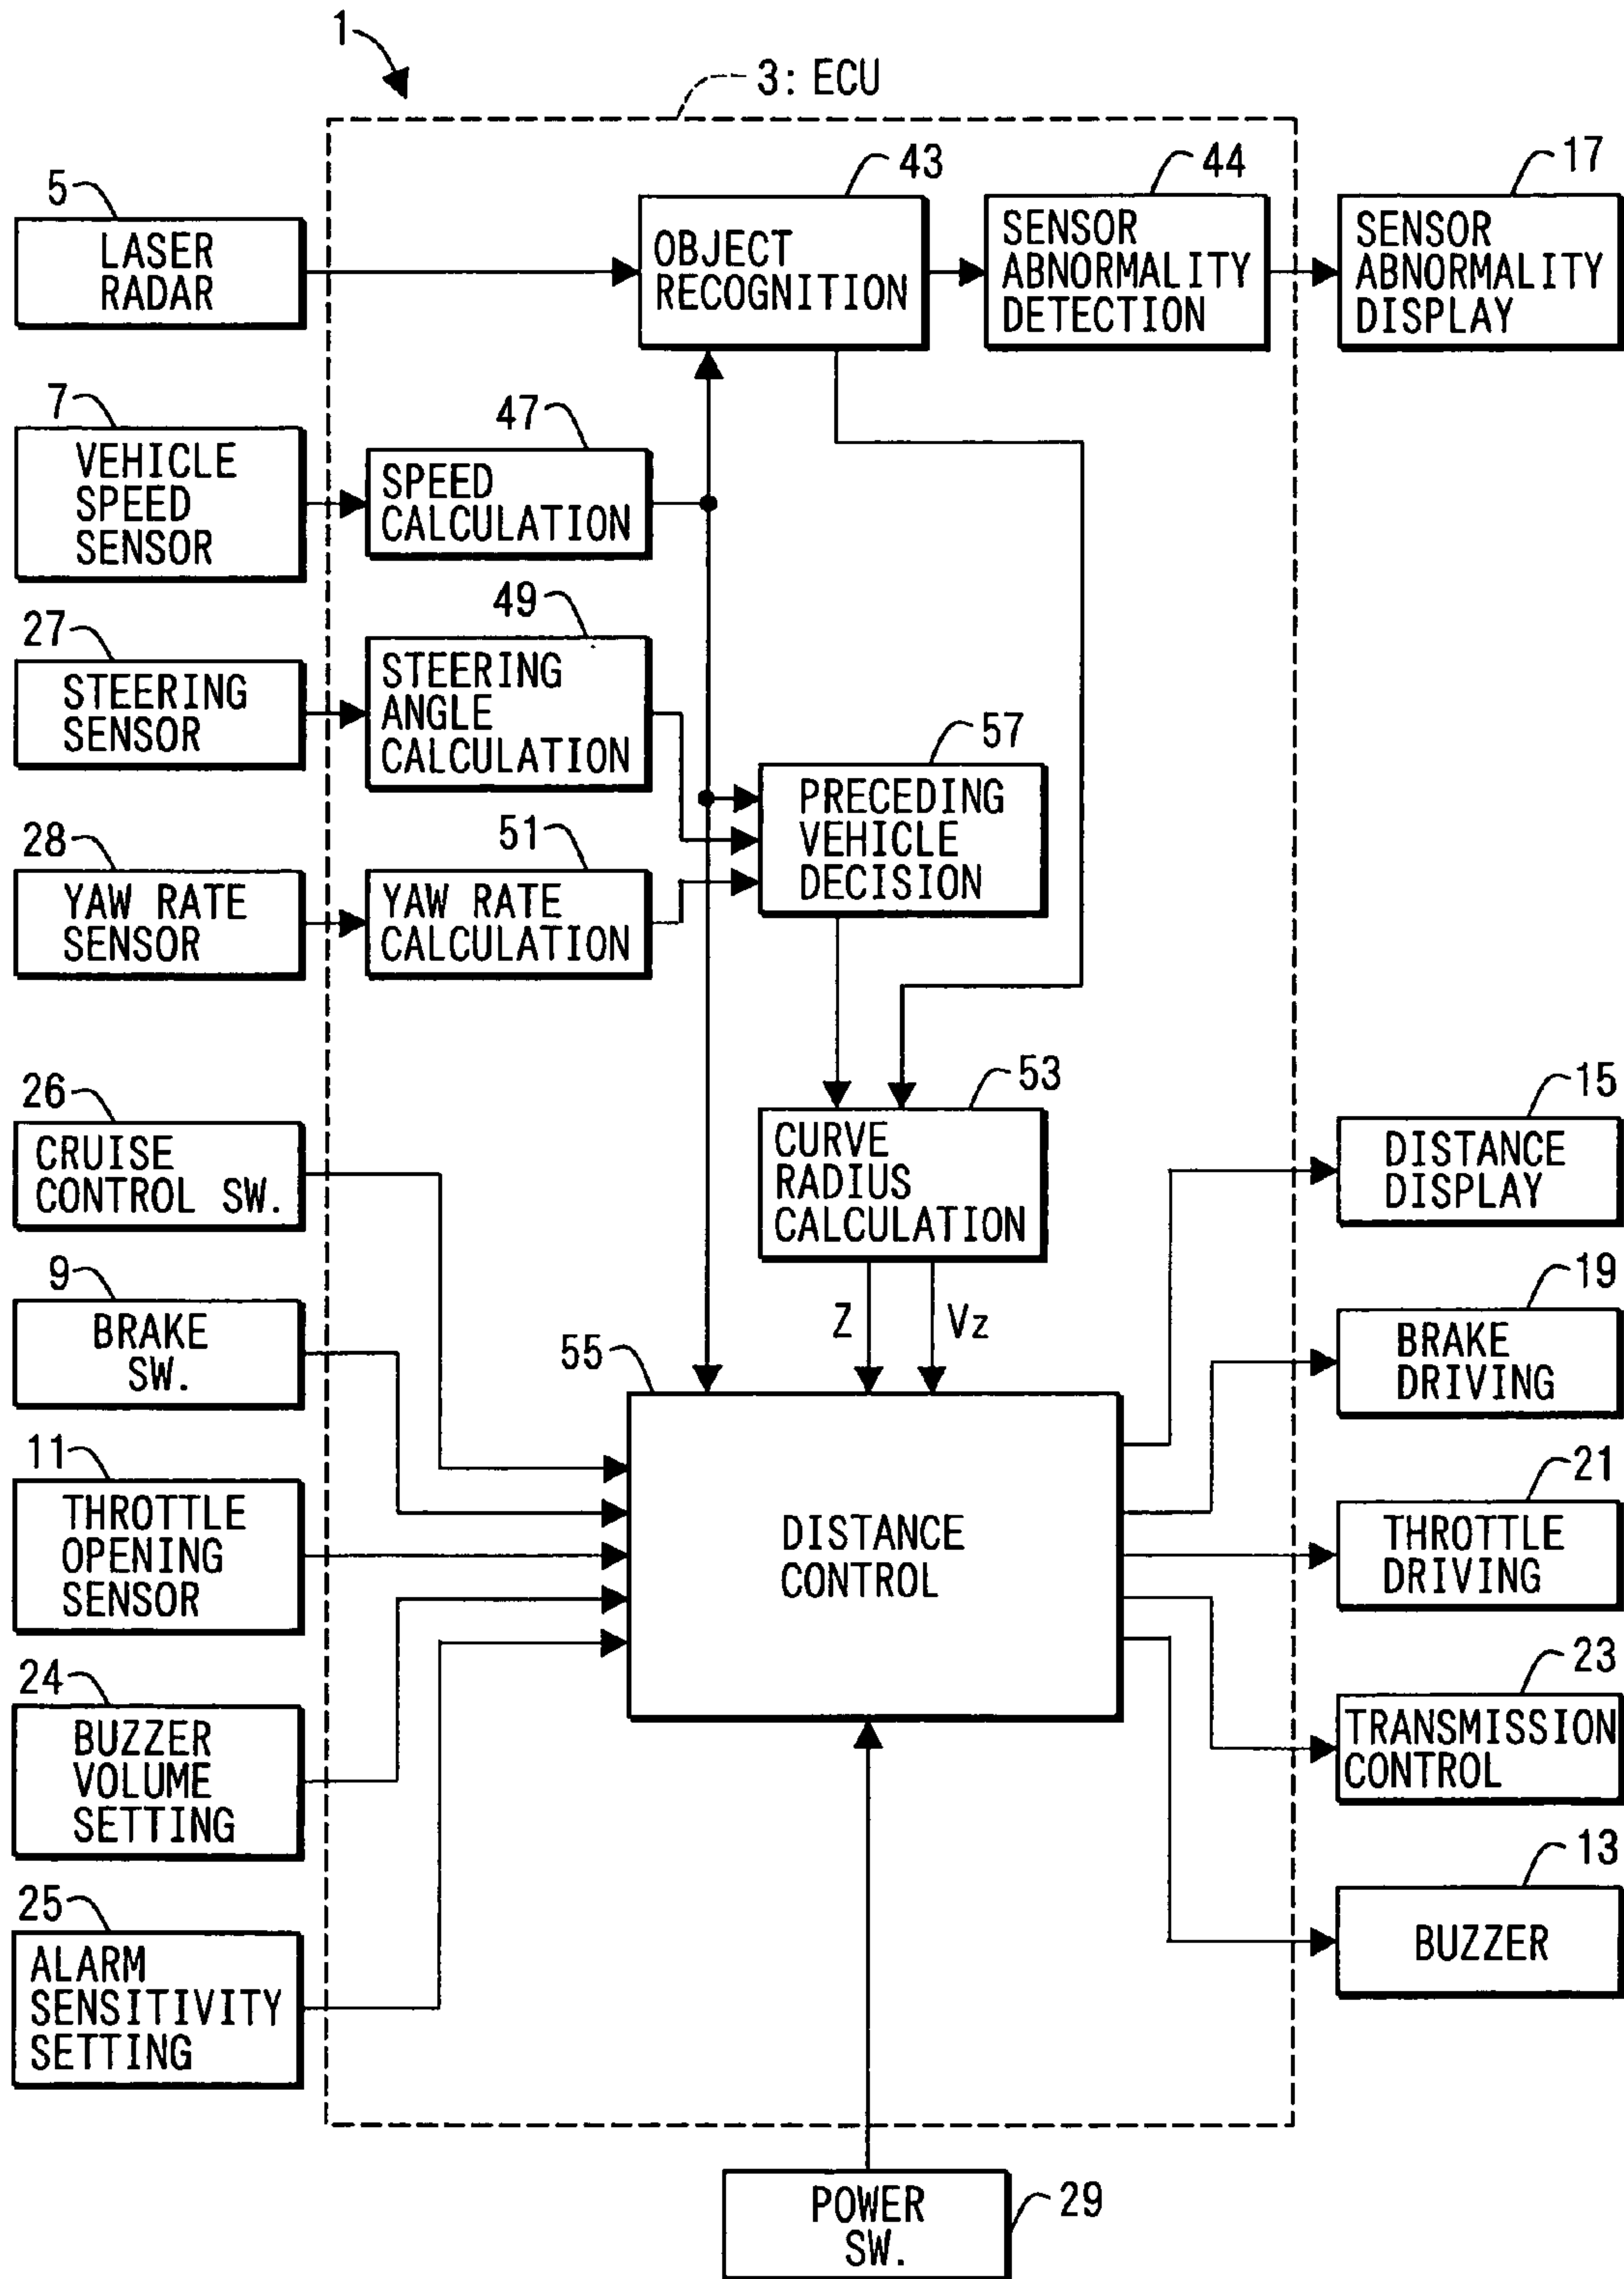 1
3: ECU
5
LASER
RADAR
43
OBJECT
RECOGNITION
44
SENSOR
ABNORMALITY
DETECTION
17
SENSOR
ABNORMALITY
DISPLAY
7
VEHICLE
SPEED
SENSOR
47
SPEED
CALCULATION
27
STEERING
SENSOR
49
STEERING
ANGLE
CALCULATION
57
PRECEDING
VEHICLE
DECISION
28
YAW RATE
SENSOR
51
YAW RATE
CALCULATION
26
CRUISE
CONTROL SW.
53
CURVE
RADIUS
CALCULATION
15
DISTANCE
DISPLAY
9
BRAKE
SW.
Z
Vz
19
BRAKE
DRIVING
55
DISTANCE
CONTROL
11
THROTTLE
OPENING
SENSOR
21
THROTTLE
DRIVING
24
BUZZER
VOLUME
SETTING
23
TRANSMISSION
CONTROL
25
ALARM
SENSITIVITY
SETTING
13
BUZZER
POWER
SW.
29